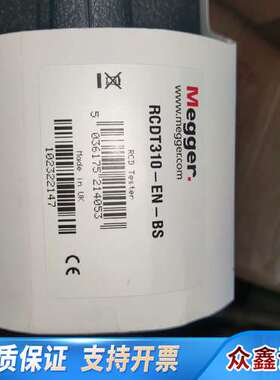 Megger.
www.megger.com
RCDT310-EN-BS
RCD Tester
5 036175 214053
Made in UK
102322147
CE
质保证 支持开票
众鑫